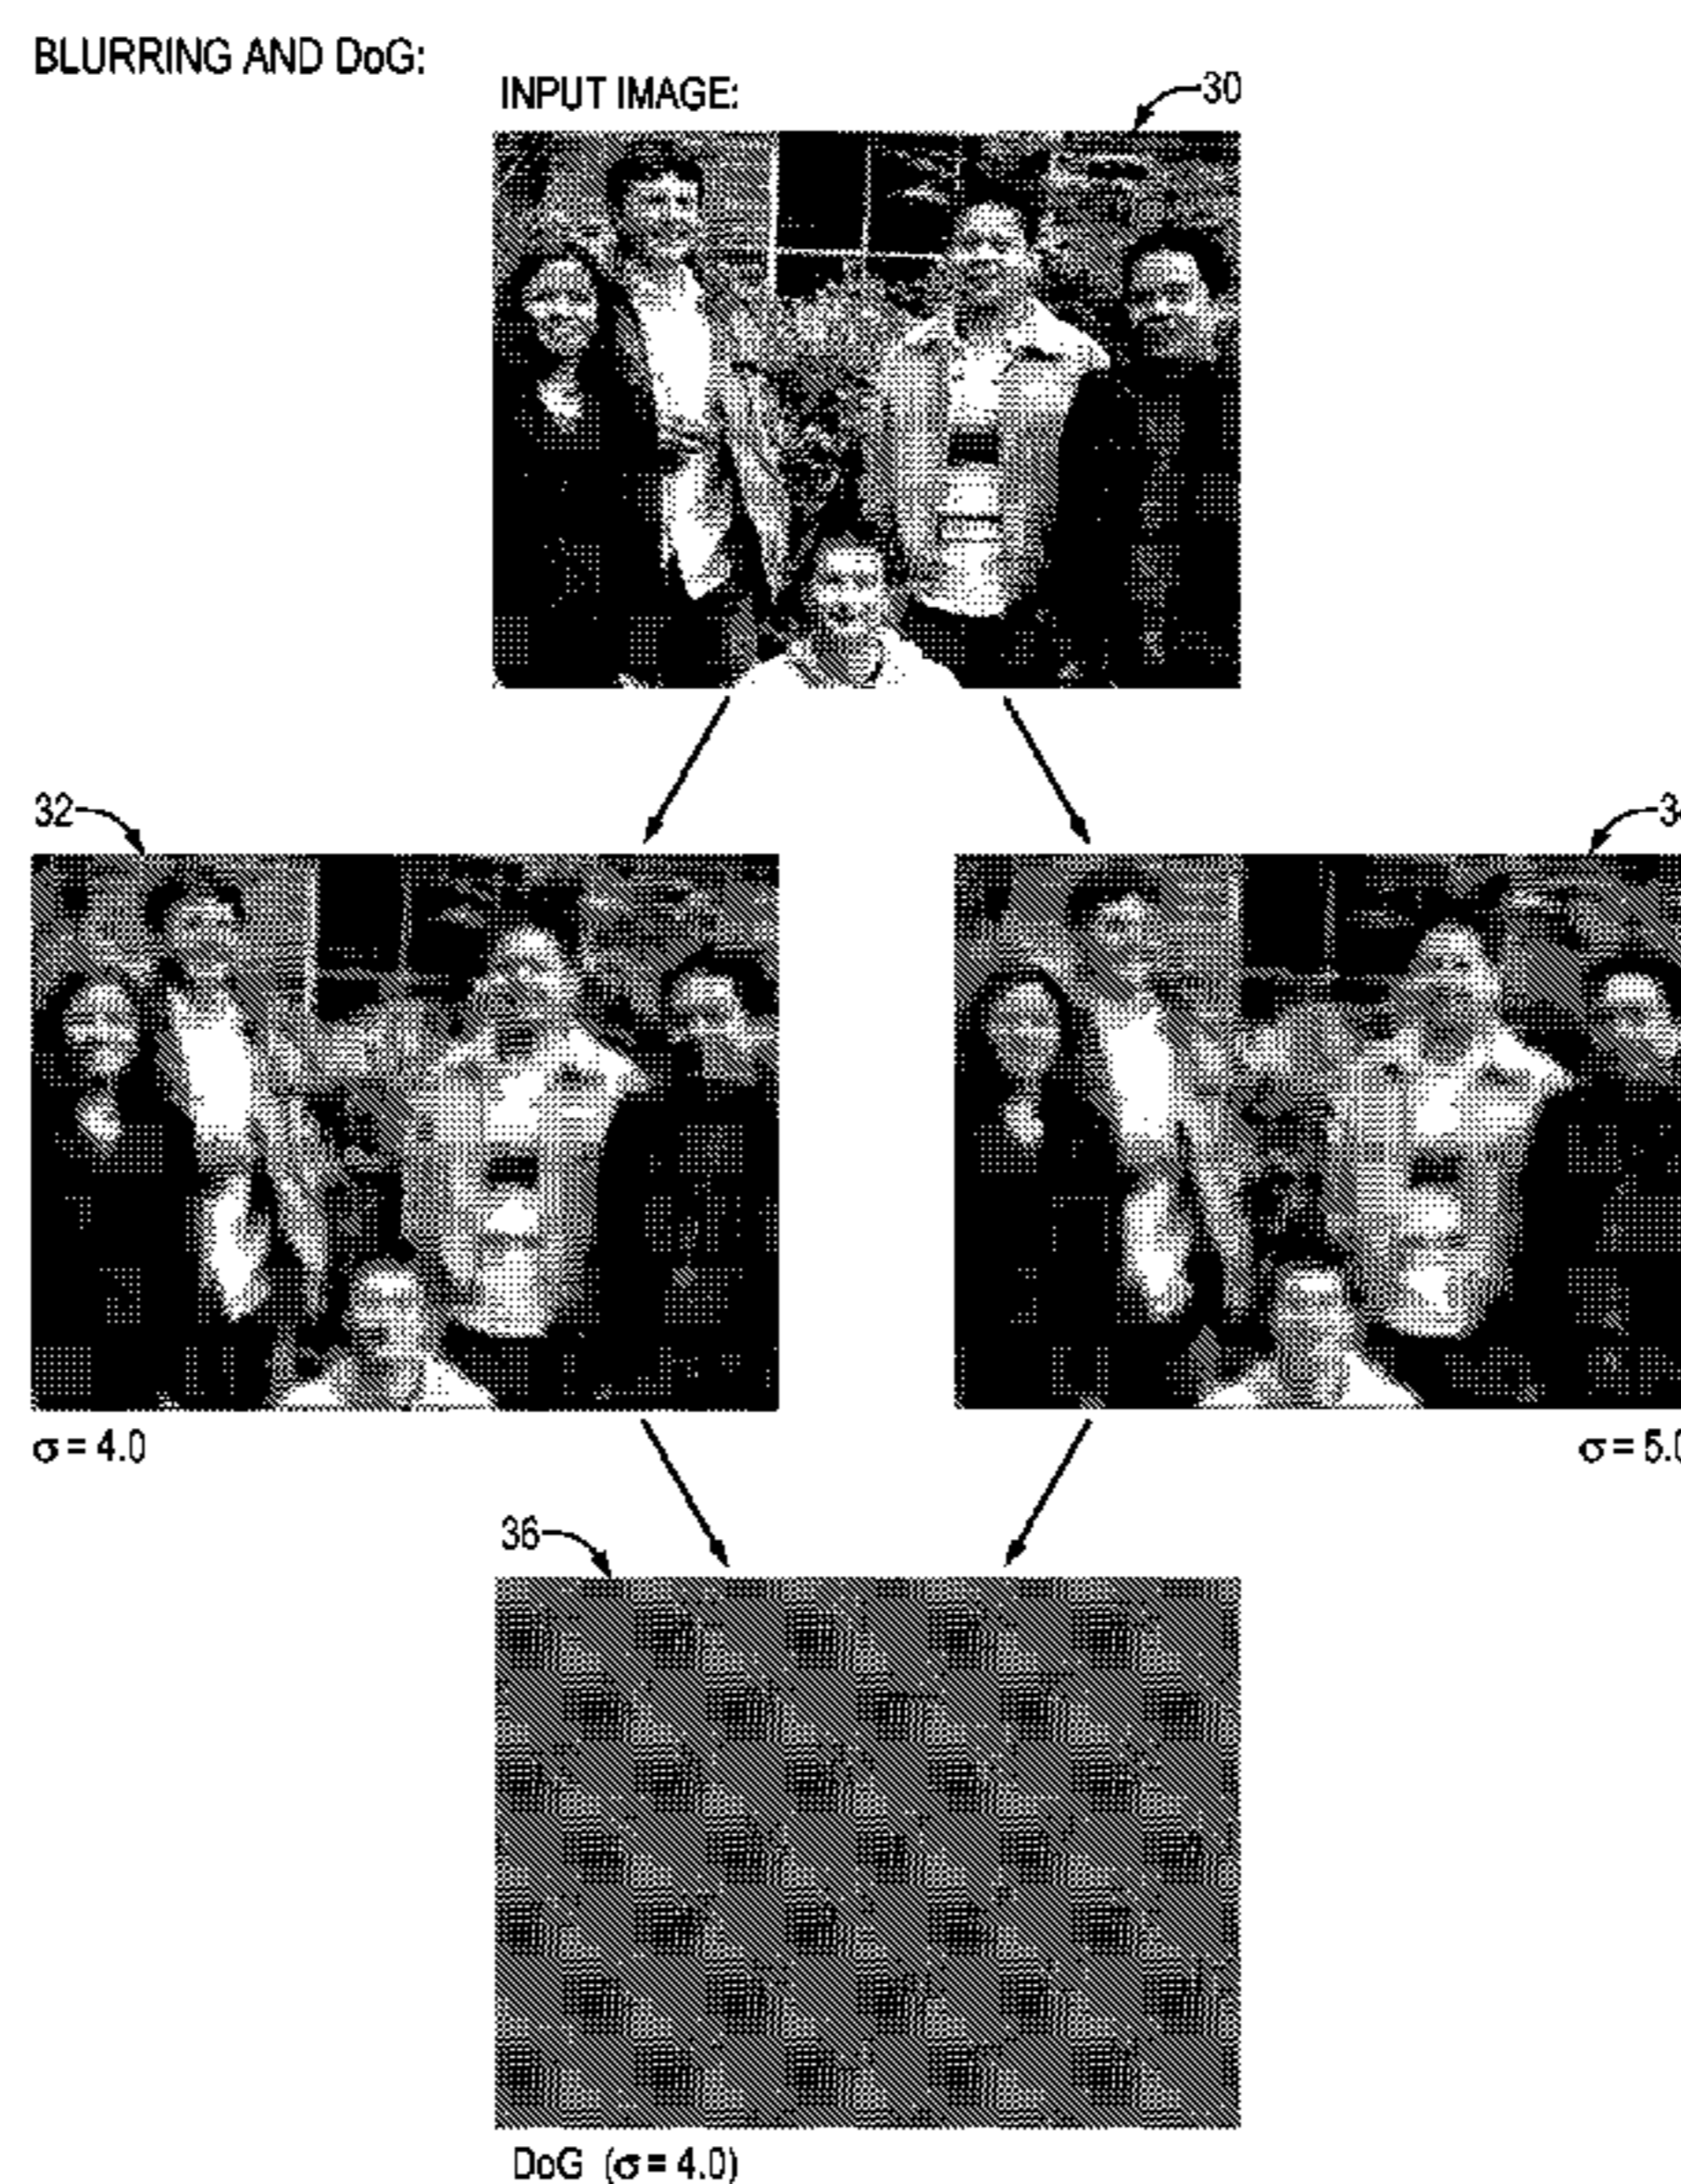 BLURRING AND DoG:
INPUT IMAGE:
30
32
σ = 4.0
36
DoG (σ = 4.0)